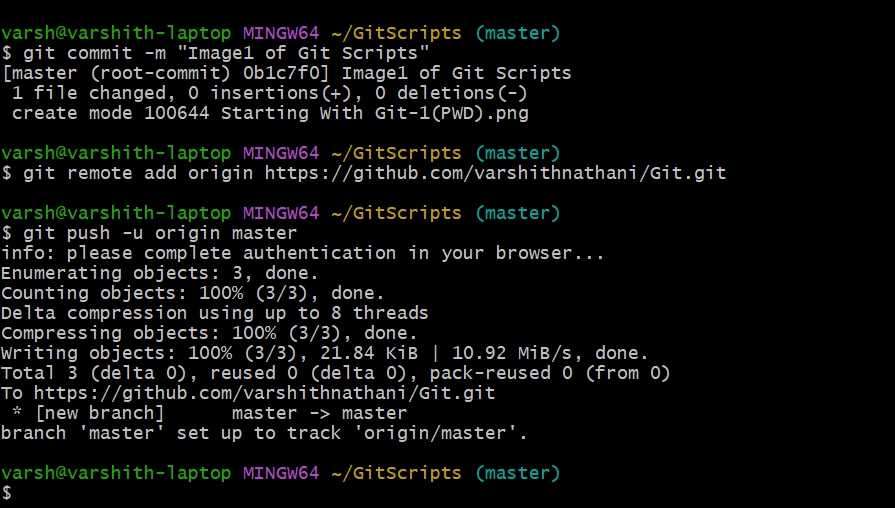 varsh@varshith-laptop MINGW64 ~/GitScripts (master)
$ git commit -m "Image1 of Git Scripts"
[master (root-commit) 0b1c7f0] Image1 of Git Scripts
 1 file changed, 0 insertions(+), 0 deletions(-)
 create mode 100644 Starting With Git-1(PWD).png
varsh@varshith-laptop MINGW64 ~/GitScripts (master)
$ git remote add origin https://github.com/varshithnathani/Git.git
varsh@varshith-laptop MINGW64 ~/GitScripts (master)
$ git push -u origin master
info: please complete authentication in your browser...
Enumerating objects: 3, done.
Counting objects: 100% (3/3), done.
Delta compression using up to 8 threads
Compressing objects: 100% (3/3), done.
Writing objects: 100% (3/3), 21.84 KiB | 10.92 MiB/s, done.
Total 3 (delta 0), reused 0 (delta 0), pack-reused 0 (from 0)
To https://github.com/varshithnathani/Git.git
 * [new branch]      master -> master
branch 'master' set up to track 'origin/master'.
varsh@varshith-laptop MINGW64 ~/GitScripts (master)
$